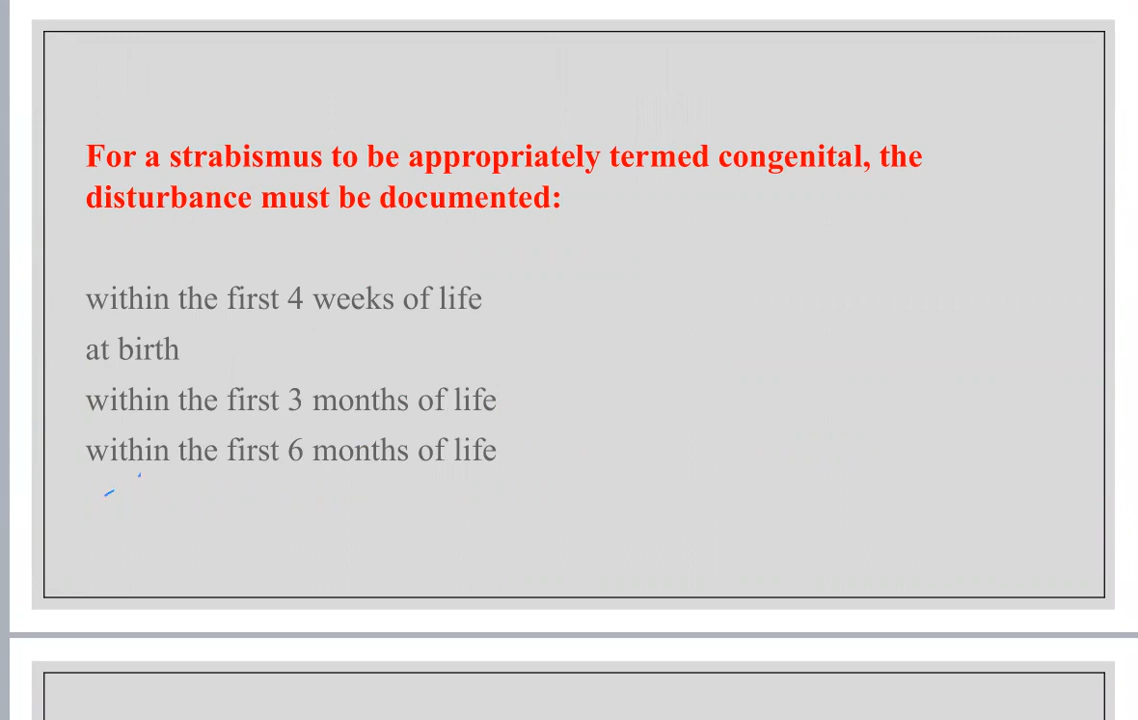 For a strabismus to be appropriately termed congenital, the
disturbance must be documented:
within the first 4 weeks of life
at birth
within the first 3 months of life
within the first 6 months of life